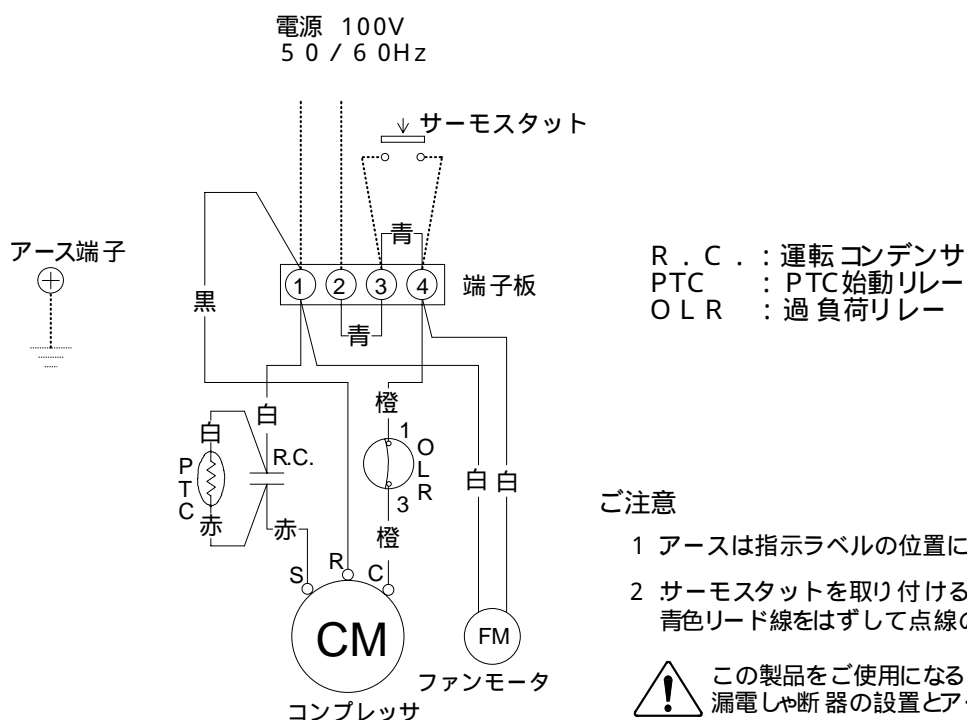 電源 100V
50/60Hz
サーモスタット
青
アース端子
1 2 3 4
端子板
R.C.:運転コンデンサ
PTC:PTC始動リレー
OLR:過負荷リレー
黒
青
白
橙
白
R.C.
1
OLR
PTC
白 白
3
赤
赤
橙
S
R
C
CM
FM
ファンモータ
コンプレッサ
ご注意
1 アースは指示ラベルの位置に
2 サーモスタットを取り付ける
青色リード線をはずして点線の
この製品をご使用になる
漏電しゃ断器の設置とア